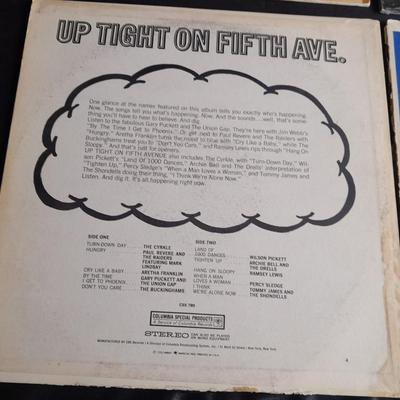 UP TIGHT ON FIFTH AVE.
One glance at the names featured on this album tells you exactly who's happening.
Now. The songs tell you what's happening. Now. And the sounds... well, that's some-
thing you'll have to hear to believe. And dig.
Listen to the fabulous Gary Puckett and The Union Gap. They're here with Jim Webb's
"By The Time I Get to Phoenix." Or get next to Paul Revere and The Raiders with
"Hungry." Aretha Franklin turns the mood to blue with "Cry Like a Baby," while The
Buckinghams treat you to "Don't You Care," and Ramsey Lewis rips through "Hang On
Sloopy." And that's just for openers.
UP TIGHT ON FIFTH AVENUE also includes The Cyrkle, with "Turn-Down Day," Wil-
son Pickett's "Land Of 1000 Dances," Archie Bell and The Drells' interpretation of
"Tighten Up," Percy Sledge's "When a Man Loves a Woman," and Tommy James and
The Shondells doing their thing, "I Think We're Alone Now."
Listen. And dig it. It's all happening right now.
SIDE ONE
TURN-DOWN DAY THE CYRKLE
HUNGRY PAUL REVERE AND
THE RAIDERS
FEATURING MARK
LINDSAY
CRY LIKE A BABY ARETHA FRANKLIN
BY THE TIME GARY PUCKETT AND
I GET TO PHOENIX THE UNION GAP
DON'T YOU CARE THE BUCKINGHAMS
SIDE TWO
LAND OF
1000 DANCES WILSON PICKETT
TIGHTEN UP ARCHIE BELL AND
THE DRELLS
HANG ON SLOOPY RAMSEY LEWIS
WHEN A MAN
LOVES A WOMAN PERCY SLEDGE
I THINK TOMMY JAMES AND
WE'RE ALONE NOW THE SHONDELLS
CSS 785
COLUMBIA SPECIAL PRODUCTS
A Service of Columbia Records
STEREO CAN ALSO BE PLAYED
ON MONO EQUIPMENT